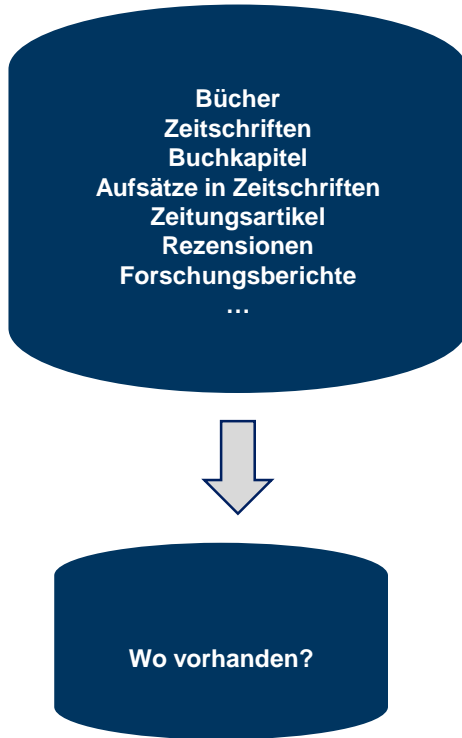 Bücher
Zeitschriften
Buchkapitel
Aufsätze in Zeitschriften
Zeitungsartikel
Rezensionen
Forschungsberichte
…
Wo vorhanden?